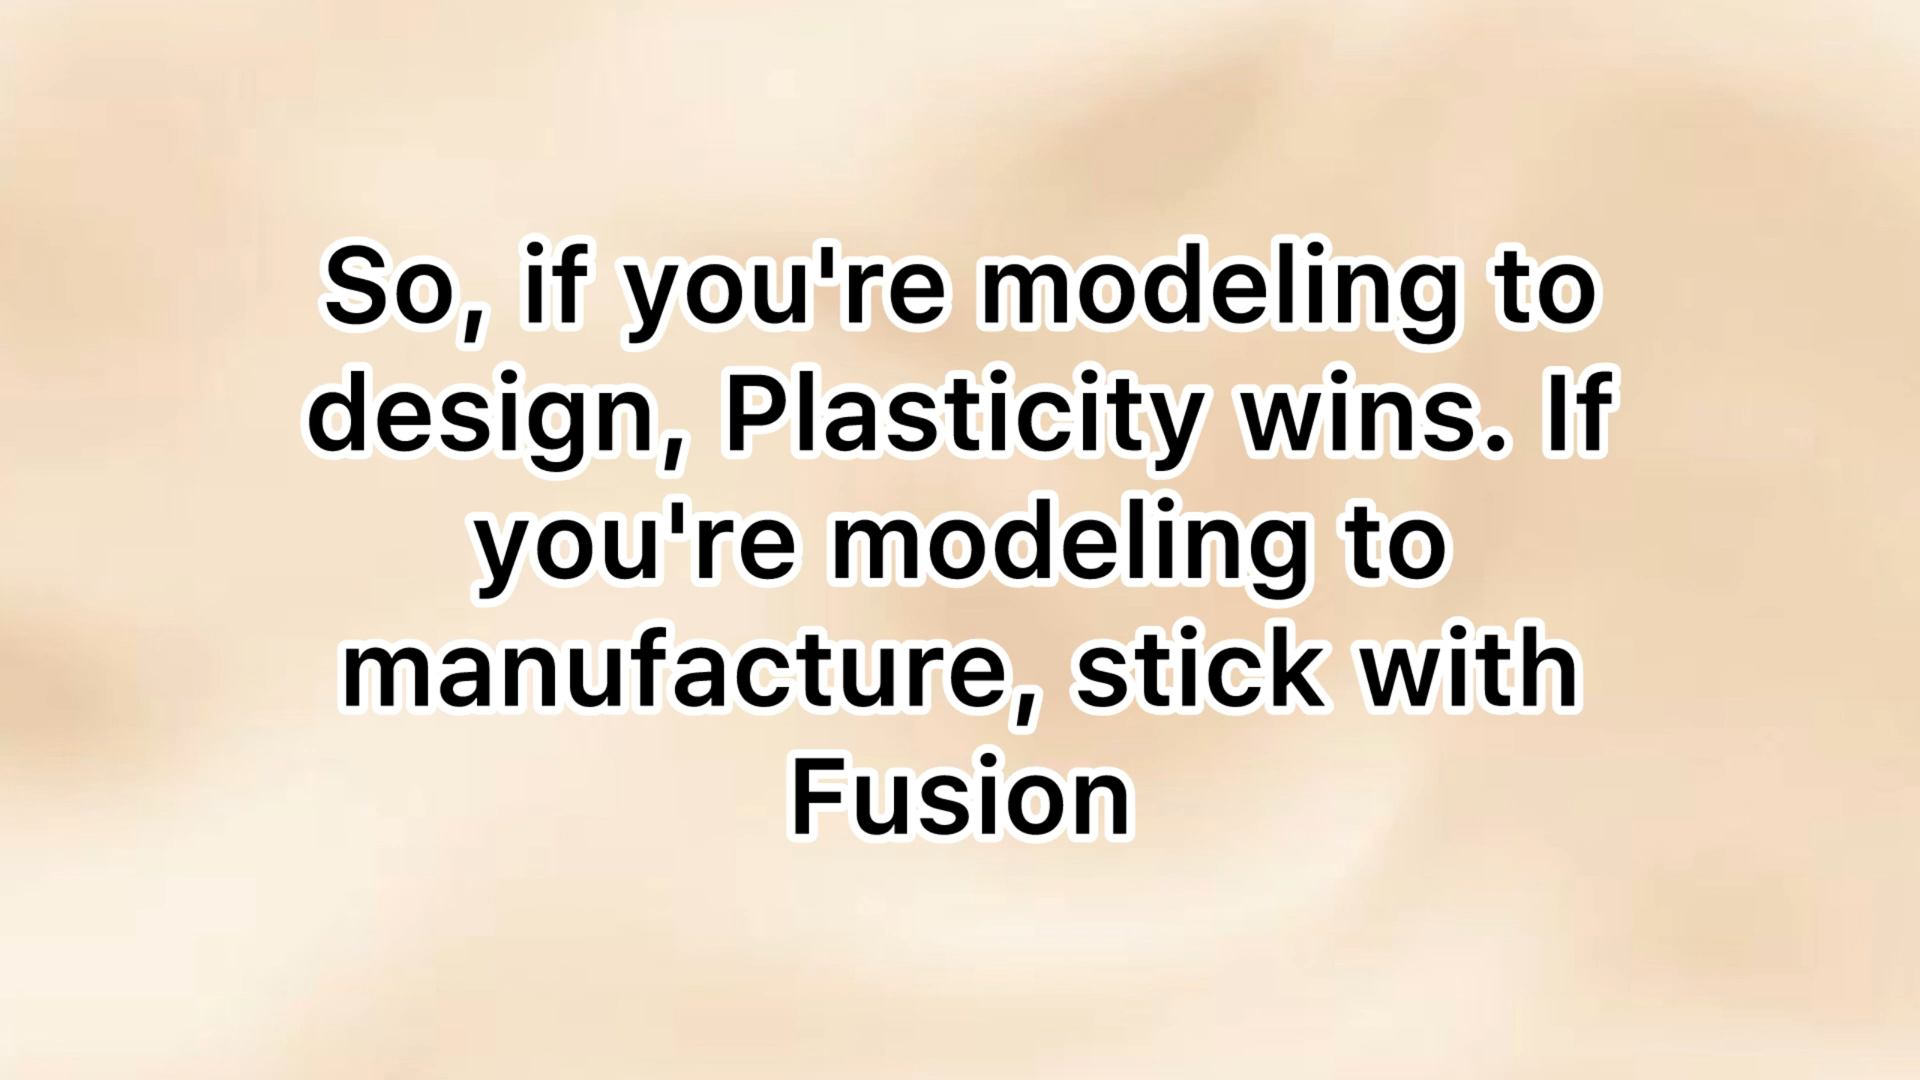 So, if you're modeling to
design, Plasticity wins. If
you're modeling to
manufacture, stick with
Fusion